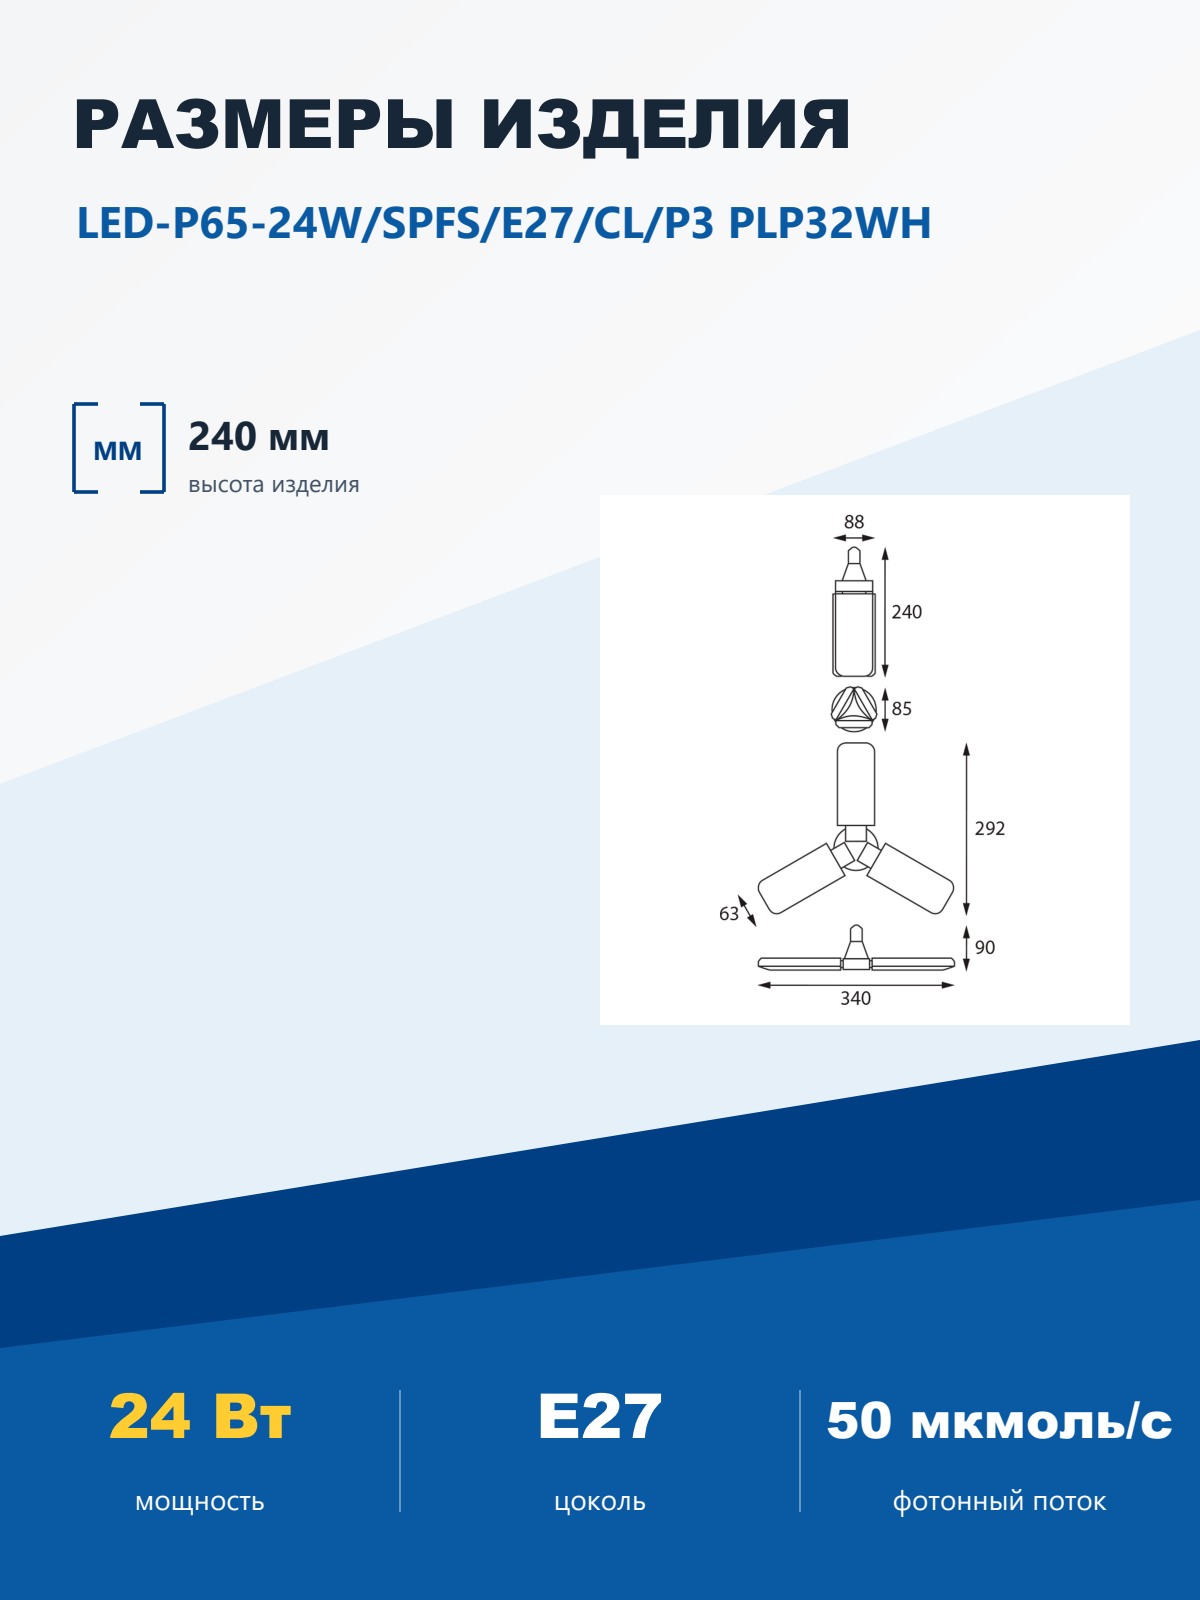 РАЗМЕРЫ ИЗДЕЛИЯ
LED-P65-24W/SPFS/E27/CL/P3 PLP32WH
мм
240 мм
высота изделия
88
240
85
292
63
90
340
24 Вт
E27
50 мкмоль/с
мощность
цоколь
фотонный поток